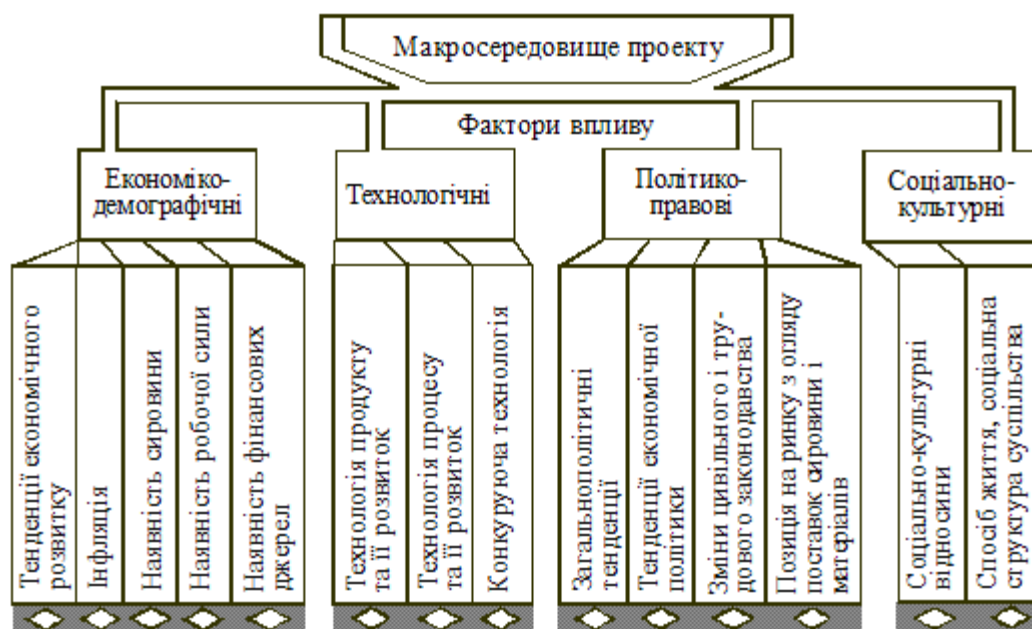 Макросередовище проекту
Фактори впливу
Економіко-
демографічні
Технологічні
Політико-
правові
Соціально-
культурні
Тенденції економічного
розвитку
Інфляція
Наявність сировини
Наявність робочої сили
Наявність фінансових
джерел
Технологія продукту
та її розвиток
Технологія процесу
та її розвиток
Конкуруюча технологія
Загальнополітичні
тенденції
Тенденції економічної
політики
Зміни цивільного і тру-
дового законодавства
Позиція на ринку з огляду
поставок сировини і
матеріалів
Соціально-культурні
відносини
Спосіб життя, соціальна
структура суспільства